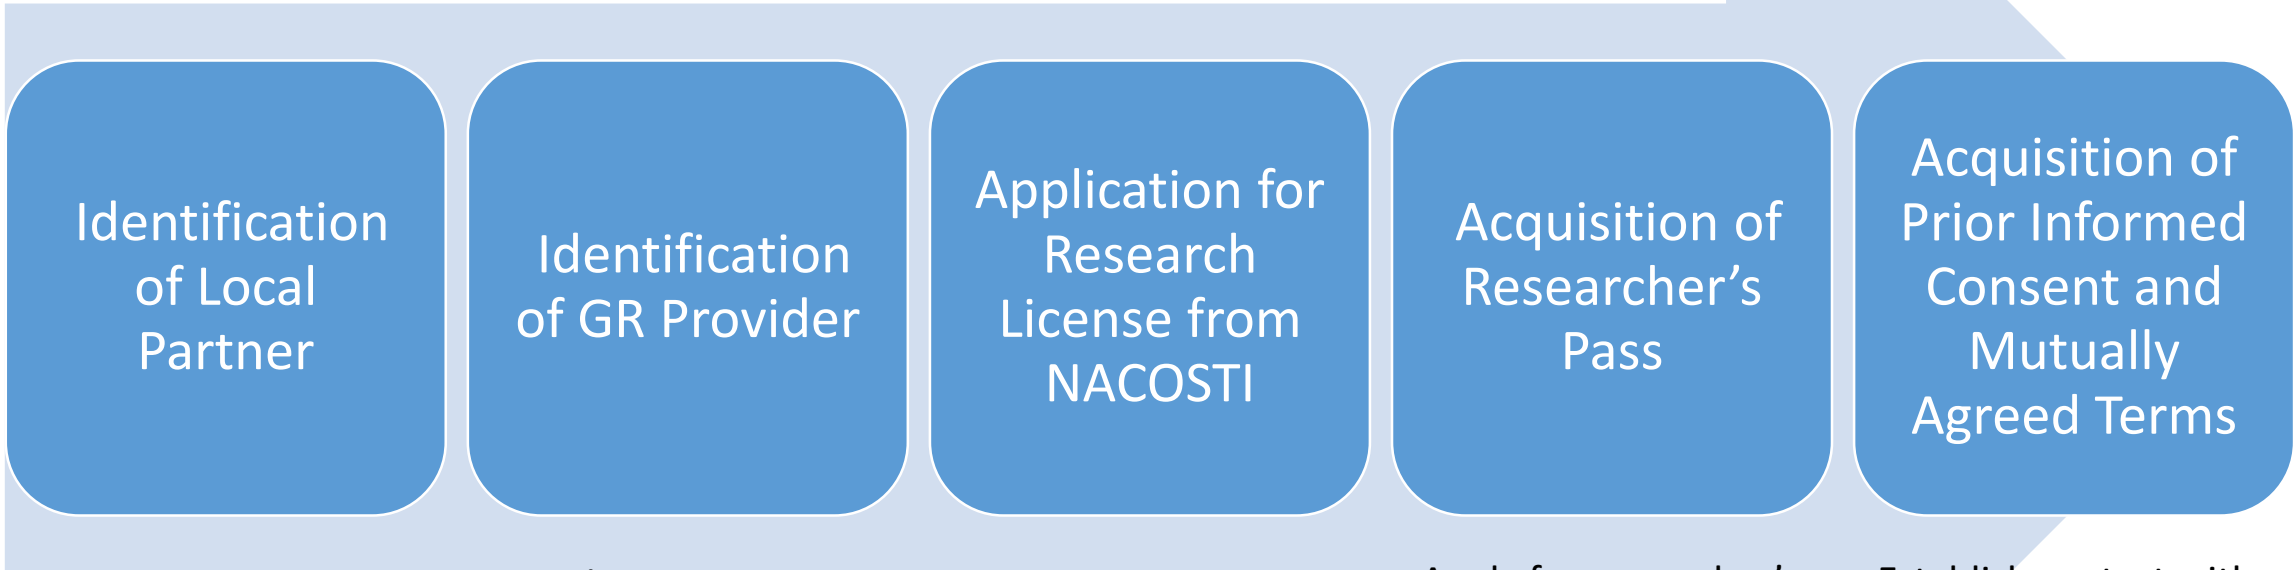 Identification
of Local
Partner
Identification
of GR Provider
Application for
Research
License from
NACOSTI
Acquisition of
Researcher’s
Pass
Acquisition of
Prior Informed
Consent and
Mutually
Agreed Terms